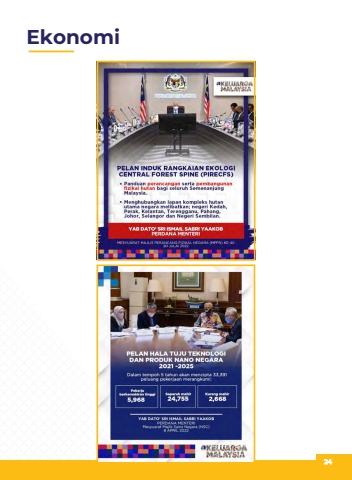 Ekonomi
#KELUARGA
MALAYSIA
PELAN INDUK RANGKAIAN EKOLOGI
CENTRAL FOREST SPINE (PIRECFS)
• Panduan perancangan serta pembangunan
fizikal hutan bagi seluruh Semenanjung
Malaysia.
• Menghubungkan lapan kompleks hutan
utama negara melibatkan; negeri Kedah,
Perak, Kelantan, Terengganu, Pahang,
Johor, Selangor dan Negeri Sembilan.
YAB DATO' SRI ISMAIL SABRI YAAKOB
PERDANA MENTERI
MESYUARAT MAJLIS PERANCANG FIZIKAL NEGARA (MPFN) KE-40
2022
PELAN HALA TUJU TEKNOLOGI
DAN PRODUK NANO NEGARA
2021 -2025
Dalam tempoh 5 tahun akan mencipta 33,391
peluang pekerjaan merangkumi:
Pekerja
berkemahiran tinggi
5,968
Separuh mahir
24,755
Kurang mahir
2,668
YAB DATO' SRI ISMAIL SABRI YAAKOB
PERDANA MENTERI
Mesyuarat Majlis Sains Negara (NSC)
8 APRIL 2022
#KELUARGA
MALAYSIA
24